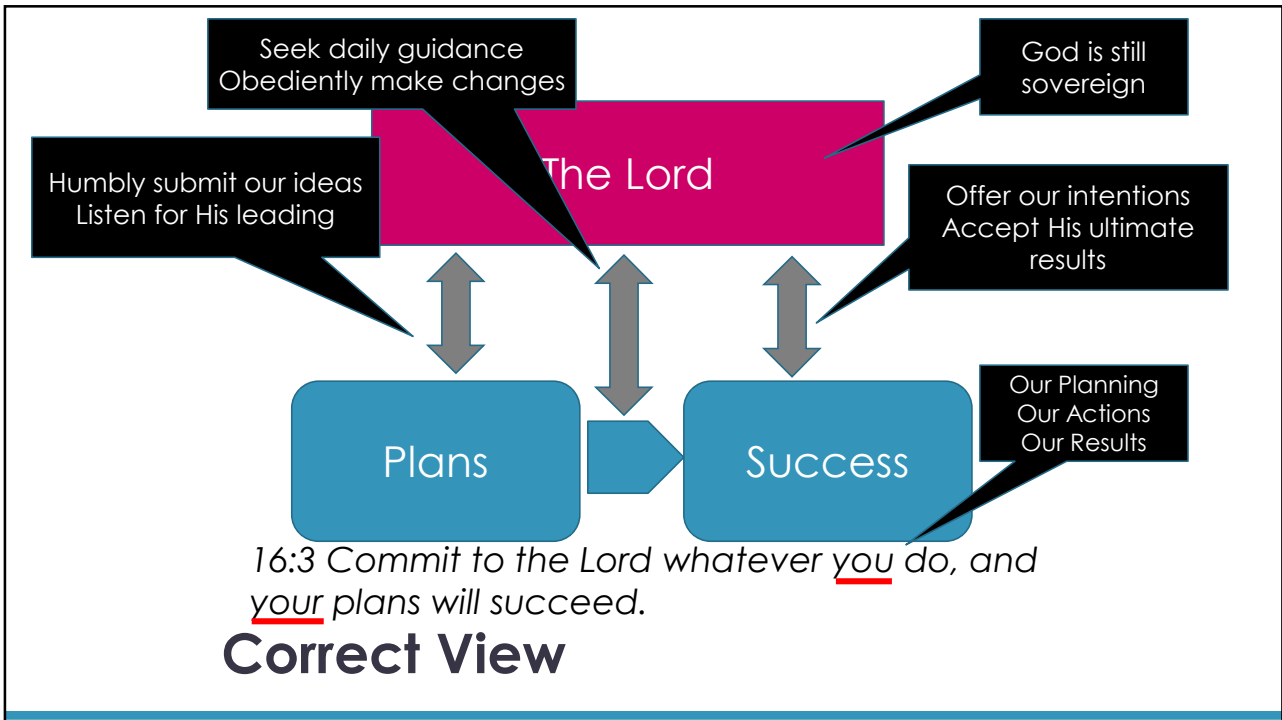 Seek daily guidance
Obediently make changes
God is still
sovereign
Humbly submit our ideas
Listen for His leading
The Lord
Offer our intentions
Accept His ultimate
results
Plans
Success
Our Planning
Our Actions
Our Results
16:3 Commit to the Lord whatever you do, and
your plans will succeed.
Correct View